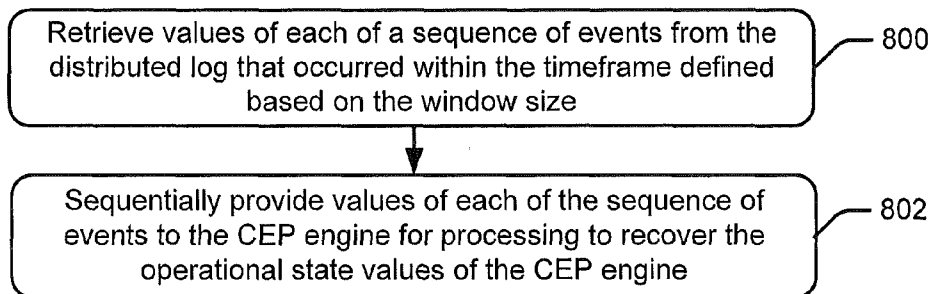 Retrieve values of each of a sequence of events from the
distributed log that occurred within the timeframe defined
based on the window size
800
Sequentially provide values of each of the sequence of
events to the CEP engine for processing to recover the
operational state values of the CEP engine
802